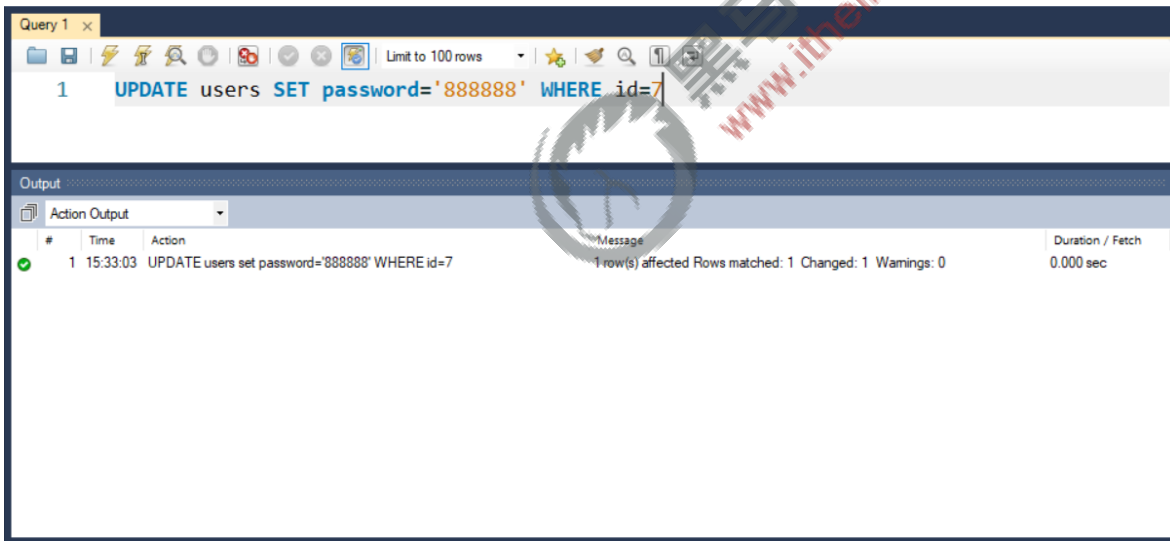 Query 1
Limit to 100 rows
1 UPDATE users SET password='888888' WHERE id=7
Output
Action Output
# Time Action Message Duration / Fetch
1 15:33:03 UPDATE users set password='888888' WHERE id=7 1 row(s) affected Rows matched: 1 Changed: 1 Warnings: 0 0.000 sec